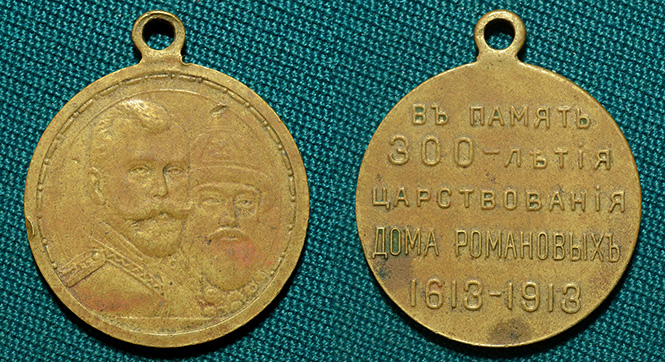 ВЪ ПАМЯТЬ
300-ЛѢТІЯ
ЦАРСТВОВАНІЯ
ДОМА РОМАНОВЫХЪ
1613-1913